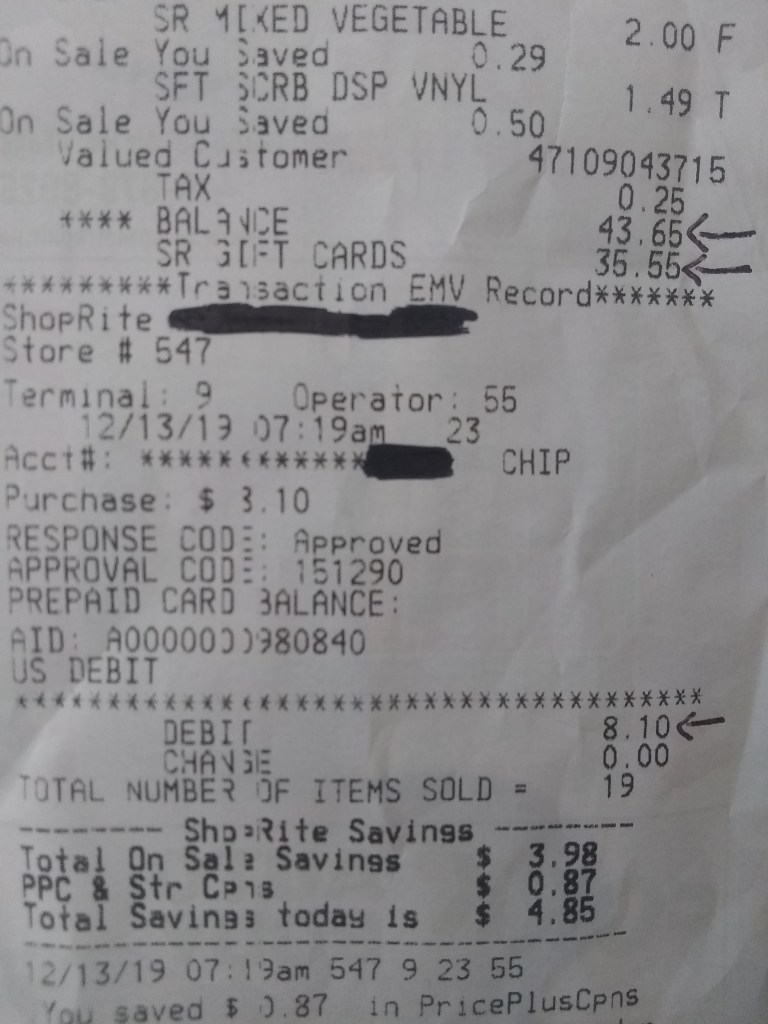 SR MIXED VEGETABLE 2.00 F
On Sale You Saved 0.29
SFT SCRB DSP VNYL 1.49 T
On Sale You Saved 0.50
Valued Customer 47109043715
TAX 0.25
**** BALANCE 43.65
SR GIFT CARDS 35.55
*********Transaction EMV Record*******
ShopRite
Store # 547
Terminal: 9 Operator: 55
12/13/19 07:19am 23
Acct#: ************ CHIP
Purchase: $ 8.10
RESPONSE CODE: Approved
APPROVAL CODE: 151290
PREPAID CARD BALANCE:
AID: A0000000980840
US DEBIT
****************************************
DEBIT 8.10
CHANGE 0.00
TOTAL NUMBER OF ITEMS SOLD = 19
-------- ShopRite Savings --------
Total On Sale Savings $ 3.98
PPC & Str Cpns $ 0.87
Total Savings today is $ 4.85
12/13/19 07:19am 547 9 23 55
You saved $ 0.87 in PricePlusCpns